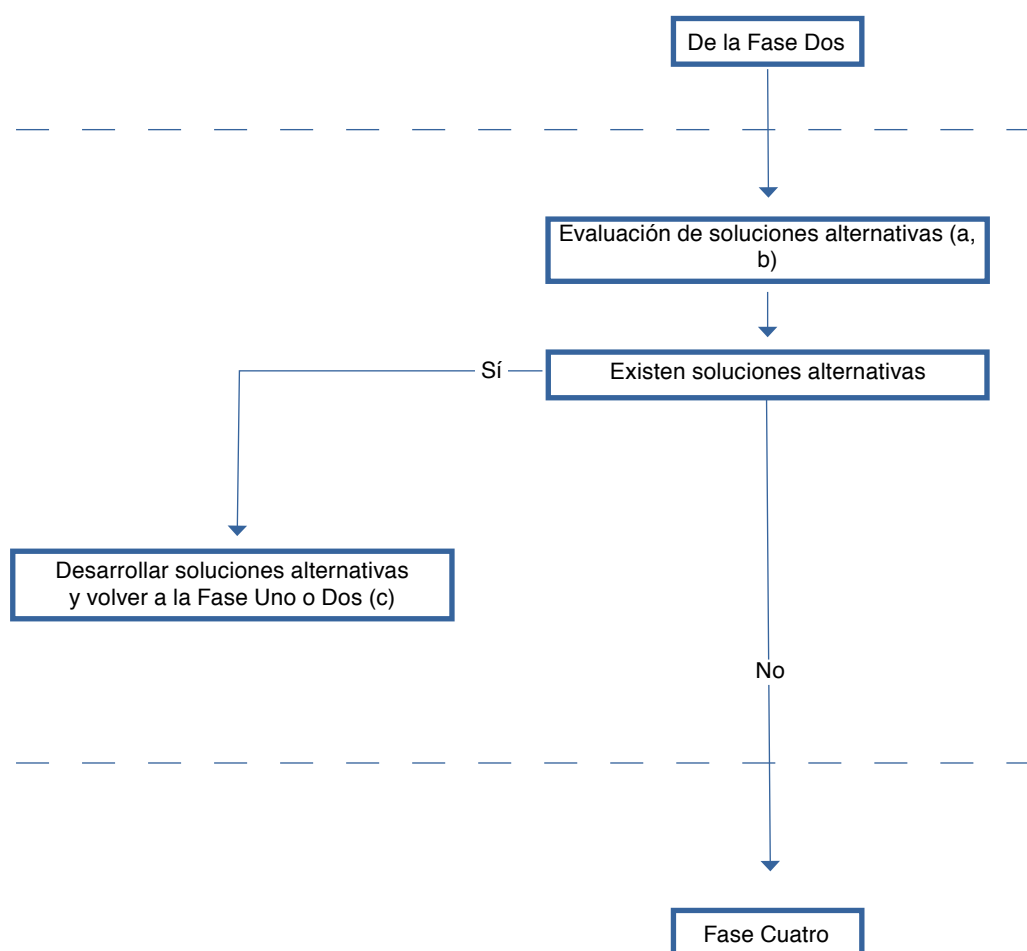 De la Fase Dos
Evaluación de soluciones alternativas (a,
b)
Existen soluciones alternativas
Sí
Desarrollar soluciones alternativas
y volver a la Fase Uno o Dos (c)
No
Fase Cuatro